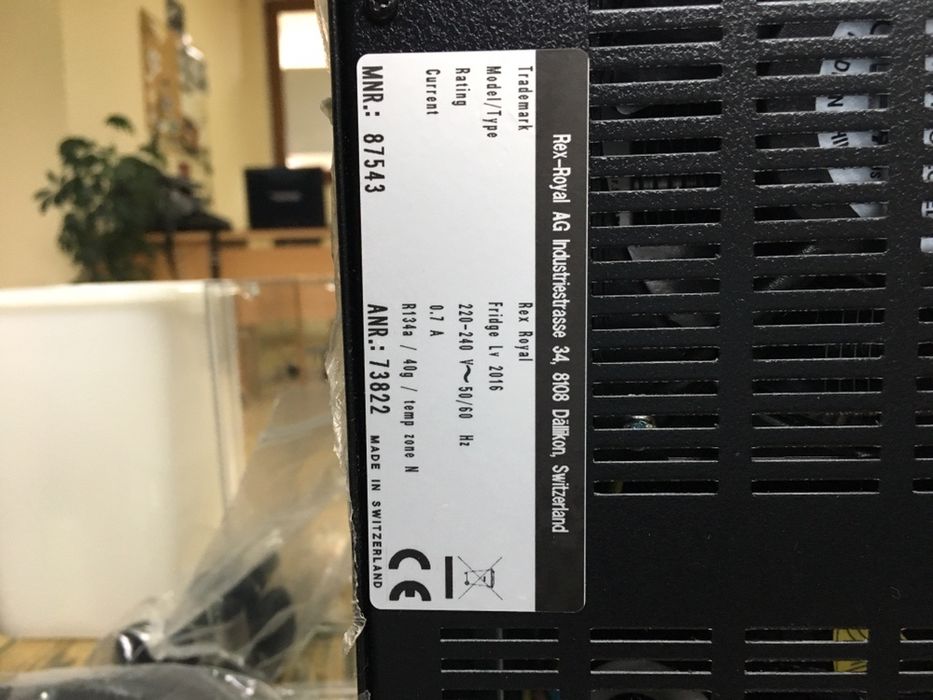 Rex-Royal AG Industriestrasse 34, 8108 Dällikon, Switzerland
Trademark Rex Royal
Model/Type Fridge Lv 2016
Rating 220-240 V~50/60 Hz
Current 0.7 A
R134a / 40g / temp zone N
MNR.: 87543 ANR.: 73822 MADE IN SWITZERLAND
CE